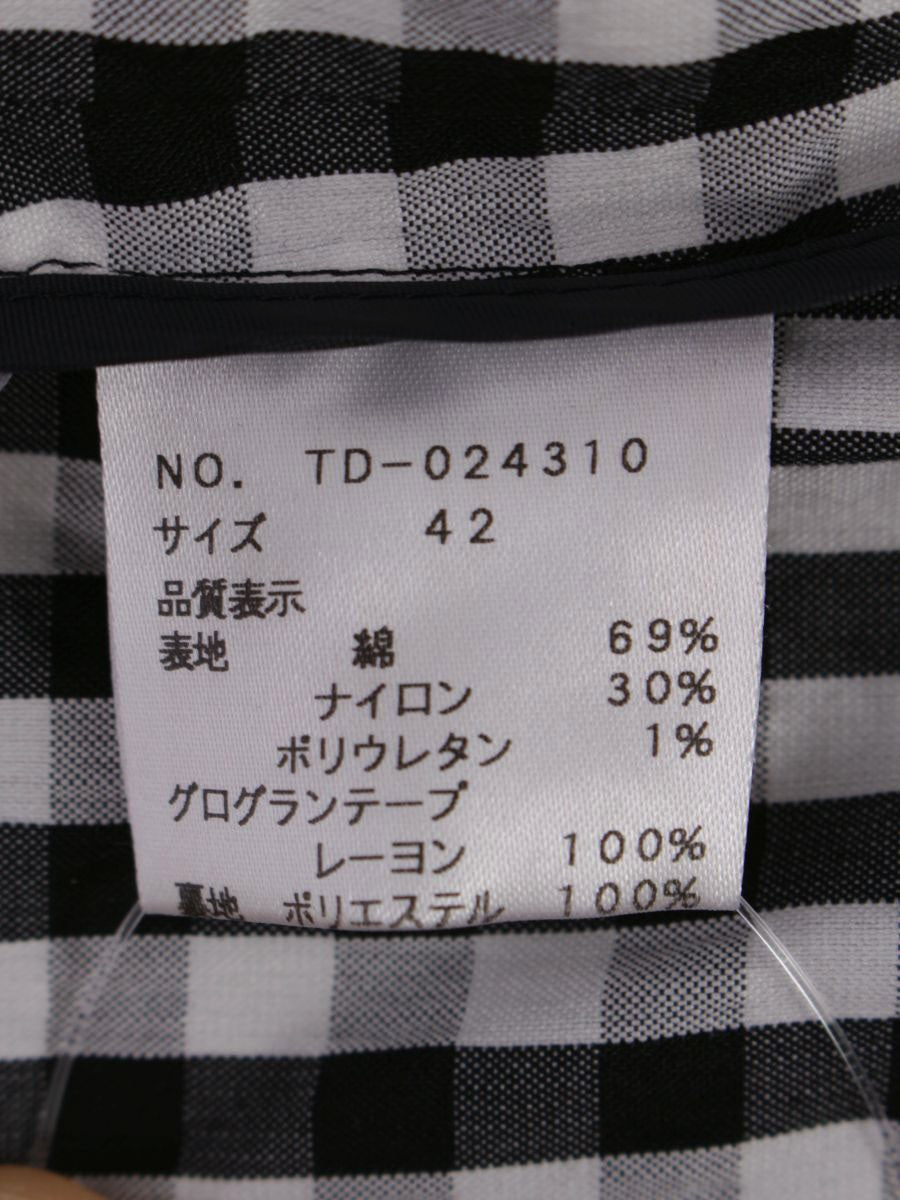 NO. TD-024310
サイズ 42
品質表示
表地 綿 69%
ナイロン 30%
ポリウレタン 1%
グログランテープ
レーヨン 100%
裏地 ポリエステル 100%